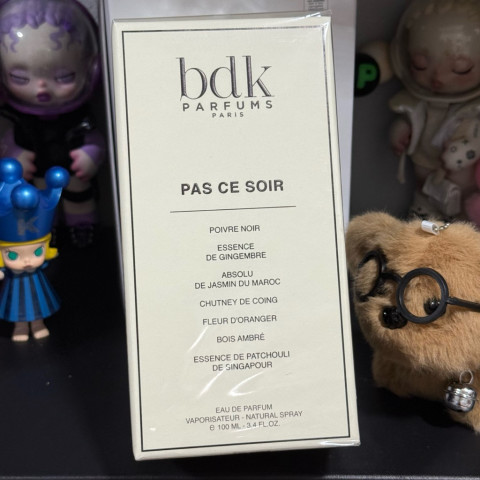 bdk
PARFUMS
PARIS
PAS CE SOIR
POIVRE NOIR
ESSENCE
DE GINGEMBRE
ABSOLU
DE JASMIN DU MAROC
CHUTNEY DE COING
FLEUR D'ORANGER
BOIS AMBRÉ
ESSENCE DE PATCHOULI
DE SINGAPOUR
EAU DE PARFUM
VAPORISATEUR - NATURAL SPRAY
℮ 100 ML - 3.4 FL.OZ.
K
P